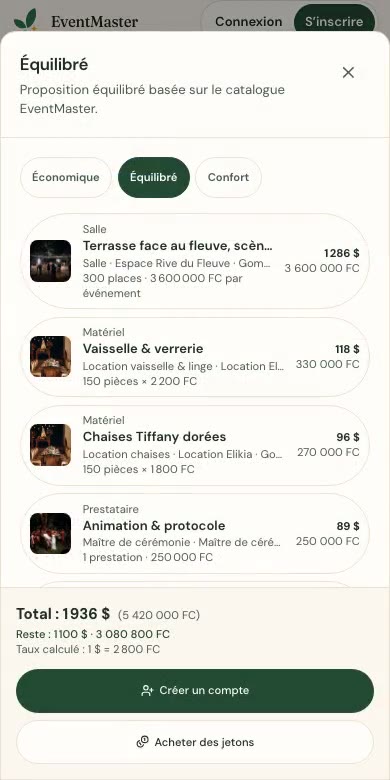 EventMaster
Connexion
S'inscrire
Équilibré
Proposition équilibré basée sur le catalogue
EventMaster.
Économique
Équilibré
Confort
Salle
Terrasse face au fleuve, scèn…
Salle · Espace Rive du Fleuve · Gom…
300 places · 3 600 000 FC par
événement
1 286 $
3 600 000 FC
Matériel
Vaisselle & verrerie
Location vaisselle & linge · Location El…
150 pièces × 2 200 FC
118 $
330 000 FC
Matériel
Chaises Tiffany dorées
Location chaises · Location Elikia · Go…
150 pièces × 1 800 FC
96 $
270 000 FC
Prestataire
Animation & protocole
Maître de cérémonie · Maître de céré…
1 prestation · 250 000 FC
89 $
250 000 FC
Total : 1 936 $ (5 420 000 FC)
Reste : 1 100 $ · 3 080 800 FC
Taux calculé : 1 $ = 2 800 FC
Créer un compte
Acheter des jetons